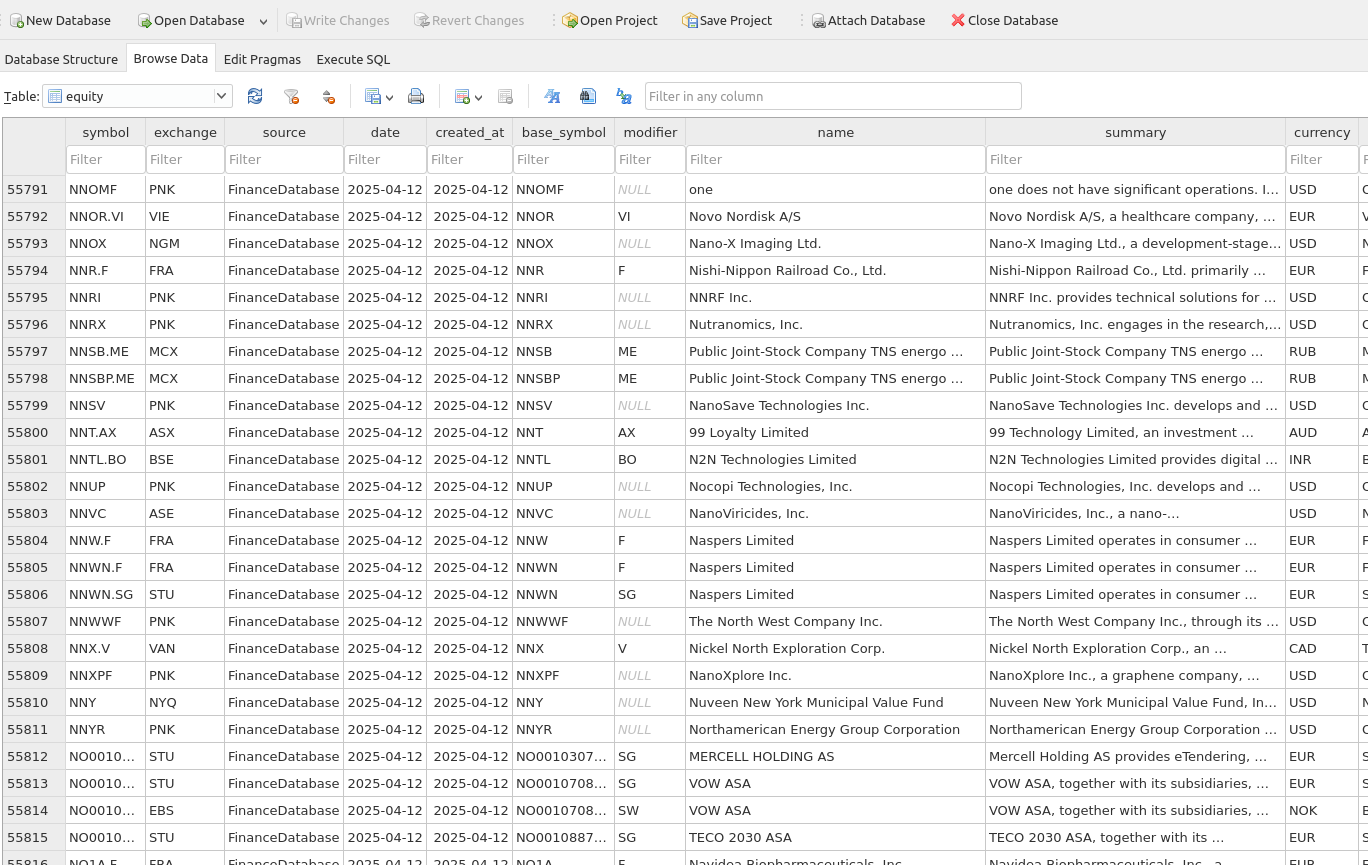 New Database Open Database Write Changes Revert Changes Open Project Save Project Attach Database Close Database
Database Structure Browse Data Edit Pragmas Execute SQL
Table: equity Filter in any column
symbol exchange source date created_at base_symbol modifier name summary currency
Filter Filter Filter Filter Filter Filter Filter Filter Filter Filter
55791 NNOMF PNK FinanceDatabase 2025-04-12 2025-04-12 NNOMF NULL one one does not have significant operations. I... USD
55792 NNOR.VI VIE FinanceDatabase 2025-04-12 2025-04-12 NNOR VI Novo Nordisk A/S Novo Nordisk A/S, a healthcare company, ... EUR
55793 NNOX NGM FinanceDatabase 2025-04-12 2025-04-12 NNOX NULL Nano-X Imaging Ltd. Nano-X Imaging Ltd., a development-stage... USD
55794 NNR.F FRA FinanceDatabase 2025-04-12 2025-04-12 NNR F Nishi-Nippon Railroad Co., Ltd. Nishi-Nippon Railroad Co., Ltd. primarily ... EUR
55795 NNRI PNK FinanceDatabase 2025-04-12 2025-04-12 NNRI NULL NNRF Inc. NNRF Inc. provides technical solutions for ... USD
55796 NNRX PNK FinanceDatabase 2025-04-12 2025-04-12 NNRX NULL Nutranomics, Inc. Nutranomics, Inc. engages in the research,... USD
55797 NNSB.ME MCX FinanceDatabase 2025-04-12 2025-04-12 NNSB ME Public Joint-Stock Company TNS energo ... Public Joint-Stock Company TNS energo ... RUB
55798 NNSBP.ME MCX FinanceDatabase 2025-04-12 2025-04-12 NNSBP ME Public Joint-Stock Company TNS energo ... Public Joint-Stock Company TNS energo ... RUB
55799 NNSV PNK FinanceDatabase 2025-04-12 2025-04-12 NNSV NULL NanoSave Technologies Inc. NanoSave Technologies Inc. develops and ... USD
55800 NNT.AX ASX FinanceDatabase 2025-04-12 2025-04-12 NNT AX 99 Loyalty Limited 99 Technology Limited, an investment ... AUD
55801 NNTL.BO BSE FinanceDatabase 2025-04-12 2025-04-12 NNTL BO N2N Technologies Limited N2N Technologies Limited provides digital ... INR
55802 NNUP PNK FinanceDatabase 2025-04-12 2025-04-12 NNUP NULL Nocopi Technologies, Inc. Nocopi Technologies, Inc. develops and ... USD
55803 NNVC ASE FinanceDatabase 2025-04-12 2025-04-12 NNVC NULL NanoViricides, Inc. NanoViricides, Inc., a nano-... USD
55804 NNW.F FRA FinanceDatabase 2025-04-12 2025-04-12 NNW F Naspers Limited Naspers Limited operates in consumer ... EUR
55805 NNWN.F FRA FinanceDatabase 2025-04-12 2025-04-12 NNWN F Naspers Limited Naspers Limited operates in consumer ... EUR
55806 NNWN.SG STU FinanceDatabase 2025-04-12 2025-04-12 NNWN SG Naspers Limited Naspers Limited operates in consumer ... EUR
55807 NNWWF PNK FinanceDatabase 2025-04-12 2025-04-12 NNWWF NULL The North West Company Inc. The North West Company Inc., through its ... USD
55808 NNX.V VAN FinanceDatabase 2025-04-12 2025-04-12 NNX V Nickel North Exploration Corp. Nickel North Exploration Corp., an ... CAD
55809 NNXPF PNK FinanceDatabase 2025-04-12 2025-04-12 NNXPF NULL NanoXplore Inc. NanoXplore Inc., a graphene company, ... USD
55810 NNY NYQ FinanceDatabase 2025-04-12 2025-04-12 NNY NULL Nuveen New York Municipal Value Fund Nuveen New York Municipal Value Fund, In... USD
55811 NNYR PNK FinanceDatabase 2025-04-12 2025-04-12 NNYR NULL Northamerican Energy Group Corporation Northamerican Energy Group Corporation ... USD
55812 NO0010... STU FinanceDatabase 2025-04-12 2025-04-12 NO0010307... SG MERCELL HOLDING AS Mercell Holding AS provides eTendering, ... EUR
55813 NO0010... STU FinanceDatabase 2025-04-12 2025-04-12 NO0010708... SG VOW ASA VOW ASA, together with its subsidiaries, ... EUR
55814 NO0010... EBS FinanceDatabase 2025-04-12 2025-04-12 NO0010708... SW VOW ASA VOW ASA, together with its subsidiaries, ... NOK
55815 NO0010... STU FinanceDatabase 2025-04-12 2025-04-12 NO0010887... SG TECO 2030 ASA TECO 2030 ASA, together with its ... EUR
55816 NO1A.F FRA FinanceDatabase 2025-04-12 2025-04-12 NO1A F Navidea Biopharmaceuticals, Inc. Navidea Biopharmaceuticals, Inc., a ... EUR